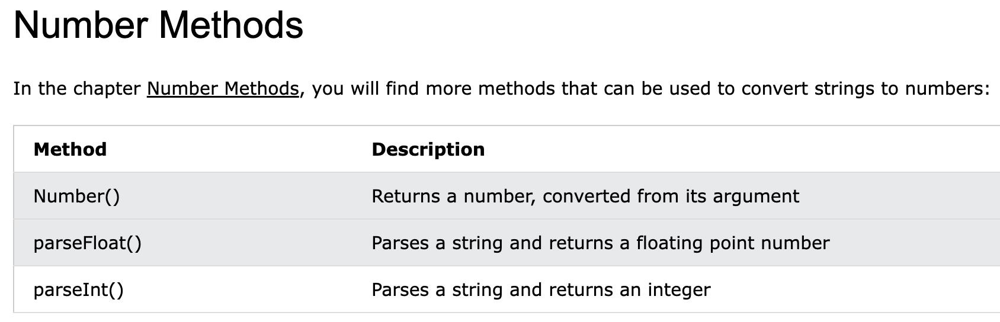 Number Methods
In the chapter Number Methods, you will find more methods that can be used to convert strings to numbers:
Method Description
Number() Returns a number, converted from its argument
parseFloat() Parses a string and returns a floating point number
parseInt() Parses a string and returns an integer